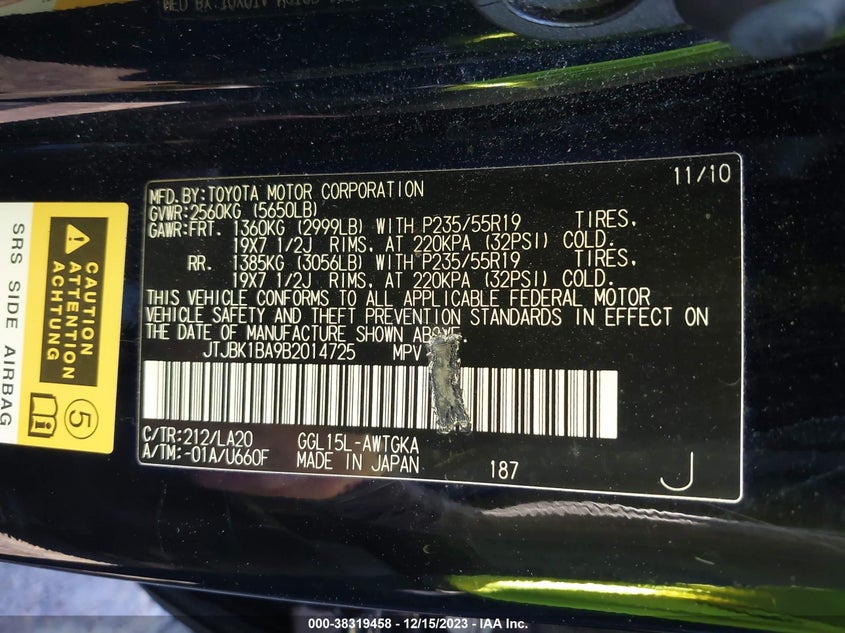 MFD. BY:TOYOTA MOTOR CORPORATION 11/10
GVWR:2560KG (5650LB)
GAWR:FRT. 1360KG (2999LB) WITH P235/55R19 TIRES,
19X7 1/2J RIMS, AT 220KPA (32PSI) COLD.
RR. 1385KG (3056LB) WITH P235/55R19 TIRES,
19X7 1/2J RIMS, AT 220KPA (32PSI) COLD.
THIS VEHICLE CONFORMS TO ALL APPLICABLE FEDERAL MOTOR
VEHICLE SAFETY AND THEFT PREVENTION STANDARDS IN EFFECT ON
THE DATE OF MANUFACTURE SHOWN ABOVE.
JTJBK1BA9B2014725 MPV
C/TR:212/LA20 GGL15L-AWTGKA
A/TM:-01A/U660F MADE IN JAPAN 187 J
SRS SIDE AIRBAG
CAUTION
ATTENTION
ACHTUNG
5
000-38319458 - 12/15/2023 - IAA